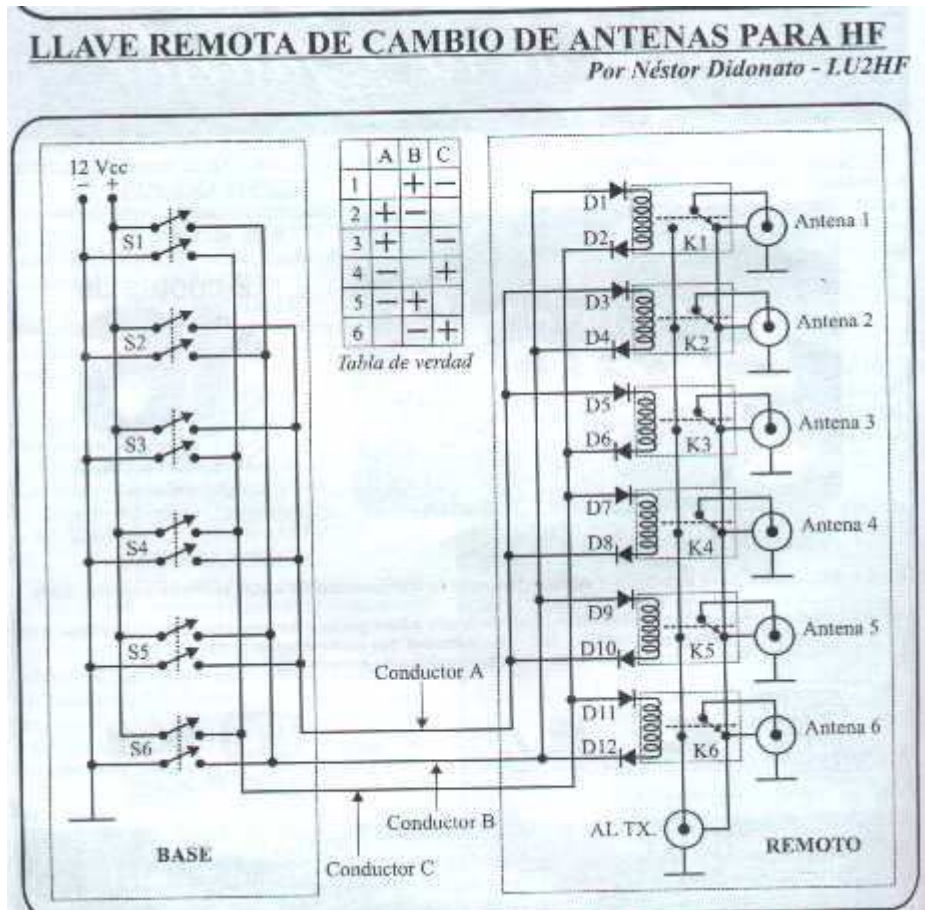 LLAVE REMOTA DE CAMBIO DE ANTENAS PARA HF
Por Néstor Didonato - LU2HF
12 Vcc
- +
S1
S2
S3
S4
S5
S6
BASE
A B C
1 + -
2 + -
3 + -
4 - +
5 - +
6 - +
Tabla de verdad
Conductor A
Conductor B
Conductor C
D1
D2
K1
Antena 1
D3
D4
K2
Antena 2
D5
D6
K3
Antena 3
D7
D8
K4
Antena 4
D9
D10
K5
Antena 5
D11
D12
K6
Antena 6
AL TX.
REMOTO